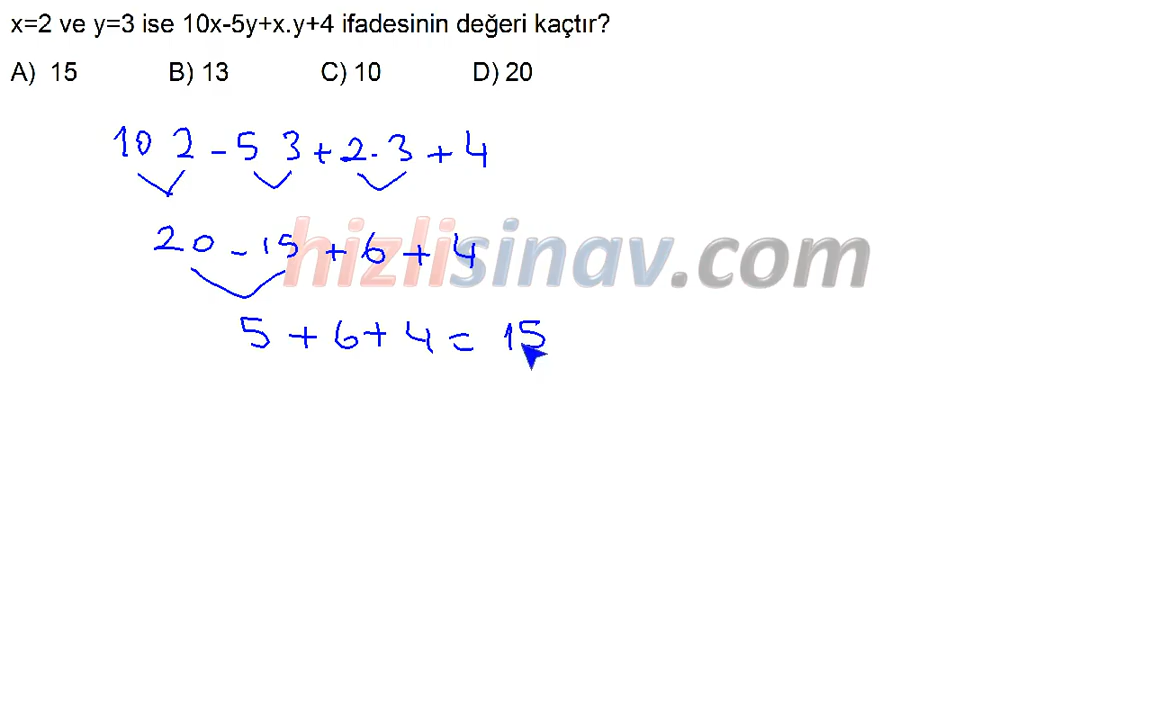 x=2 ve y=3 ise 10x-5y+x.y+4 ifadesinin değeri kaçtır?
A) 15 B) 13 C) 10 D) 20
10 2 - 5 3 + 2 . 3 + 4
20 - 15 + 6 + 4
hizlisinav.com
5 + 6 + 4 = 15